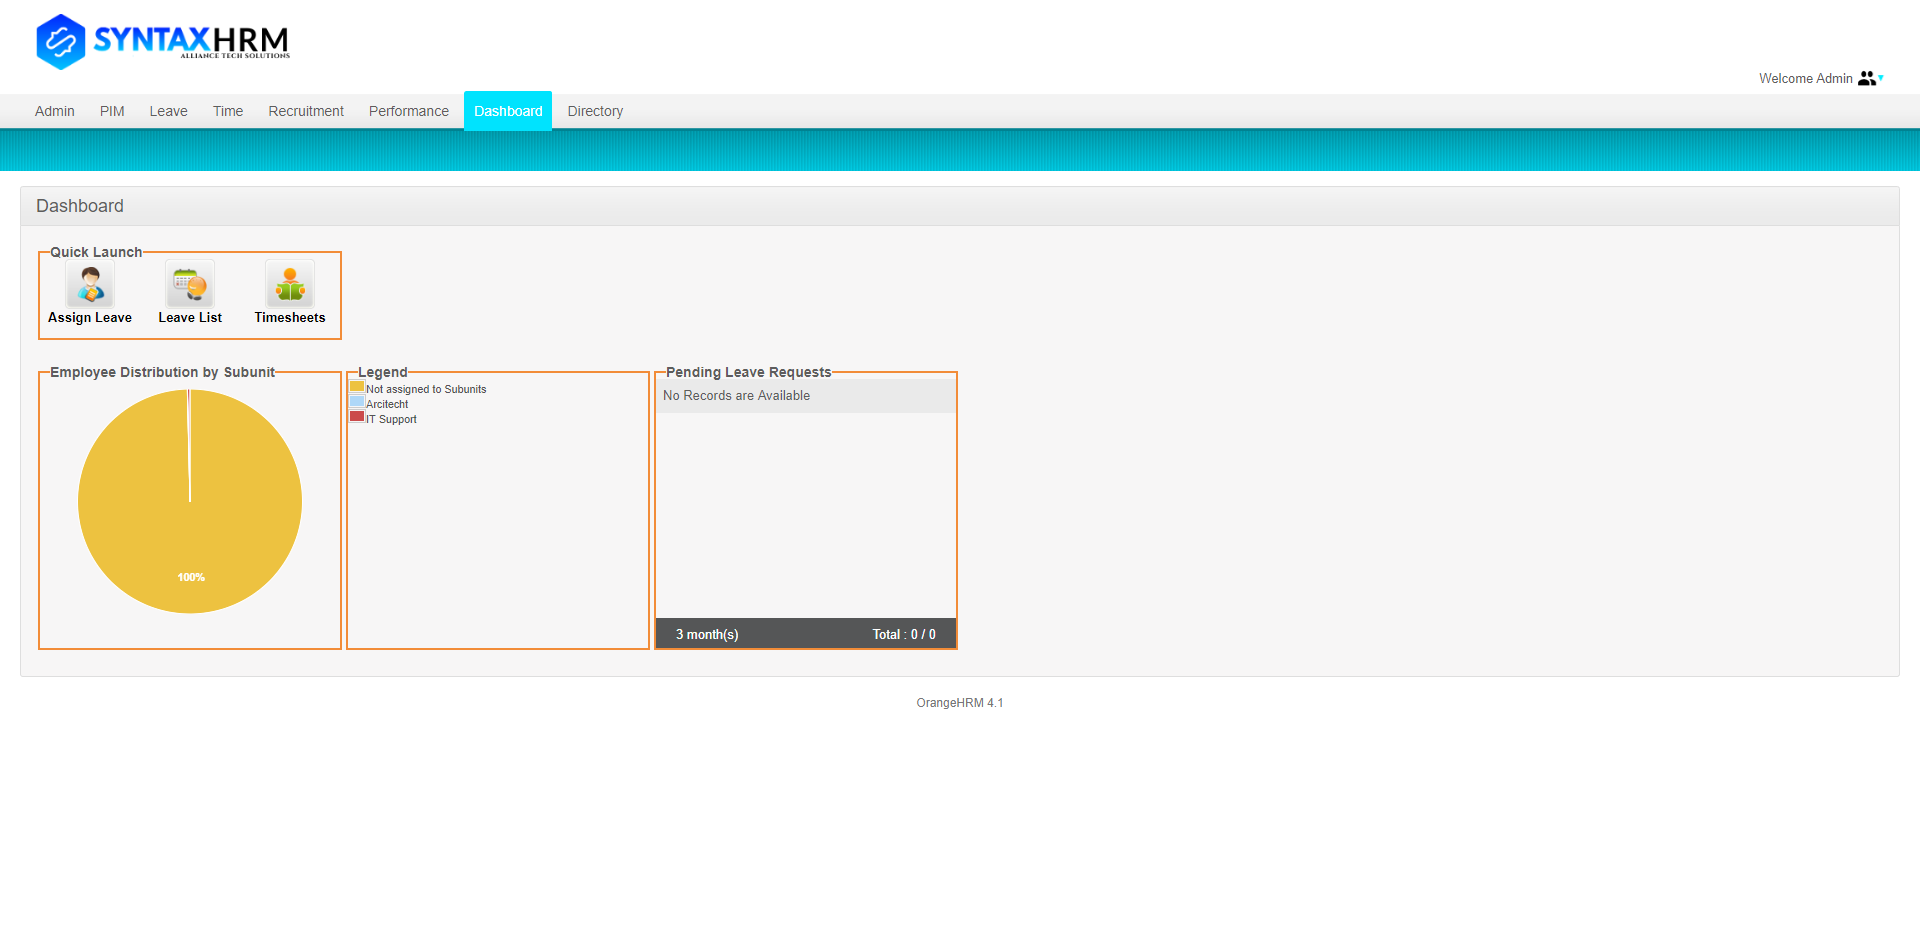 SYNTAXHRM
ALLIANCE TECH SOLUTIONS
Welcome Admin
Admin PIM Leave Time Recruitment Performance Dashboard Directory
Dashboard
Quick Launch
Assign Leave Leave List Timesheets
Employee Distribution by Subunit
100%
Legend
Not assigned to Subunits
Arcitecht
IT Support
Pending Leave Requests
No Records are Available
3 month(s) Total : 0 / 0
OrangeHRM 4.1